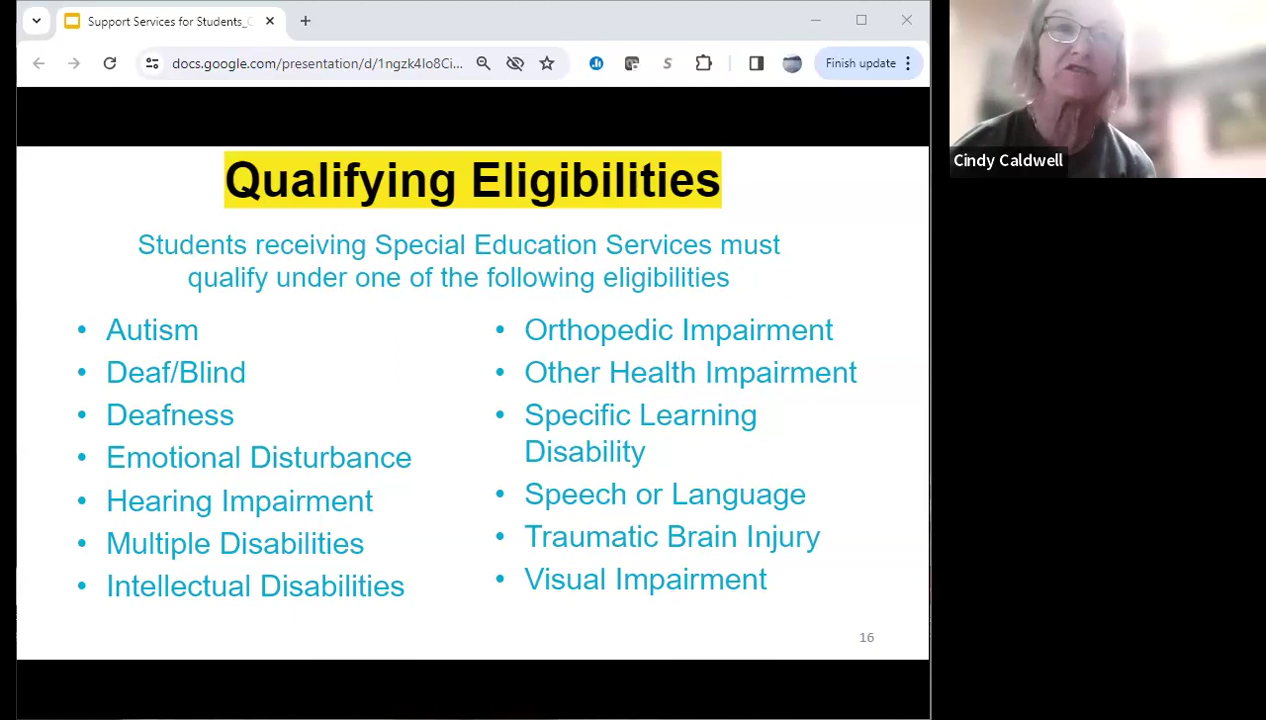 Support Services for Students_
docs.google.com/presentation/d/1ngzk4Io8Ci...
Finish update
Cindy Caldwell
Qualifying Eligibilities
Students receiving Special Education Services must
qualify under one of the following eligibilities
• Autism
• Deaf/Blind
• Deafness
• Emotional Disturbance
• Hearing Impairment
• Multiple Disabilities
• Intellectual Disabilities
• Orthopedic Impairment
• Other Health Impairment
• Specific Learning
Disability
• Speech or Language
• Traumatic Brain Injury
• Visual Impairment
16